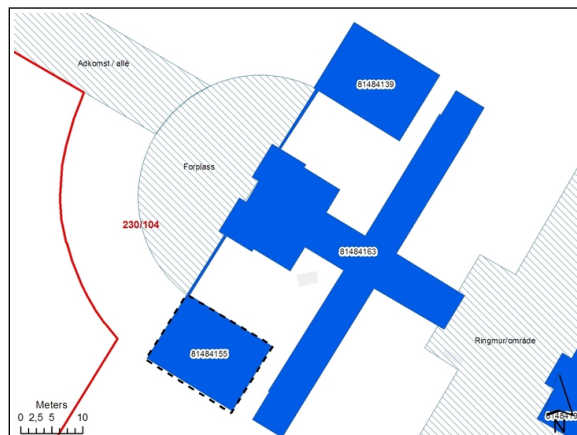 Adkomst / allé
81484139
Forplass
230/104
81484163
Ringmur/område
81484155
Meters
0 2,5 5 10
N